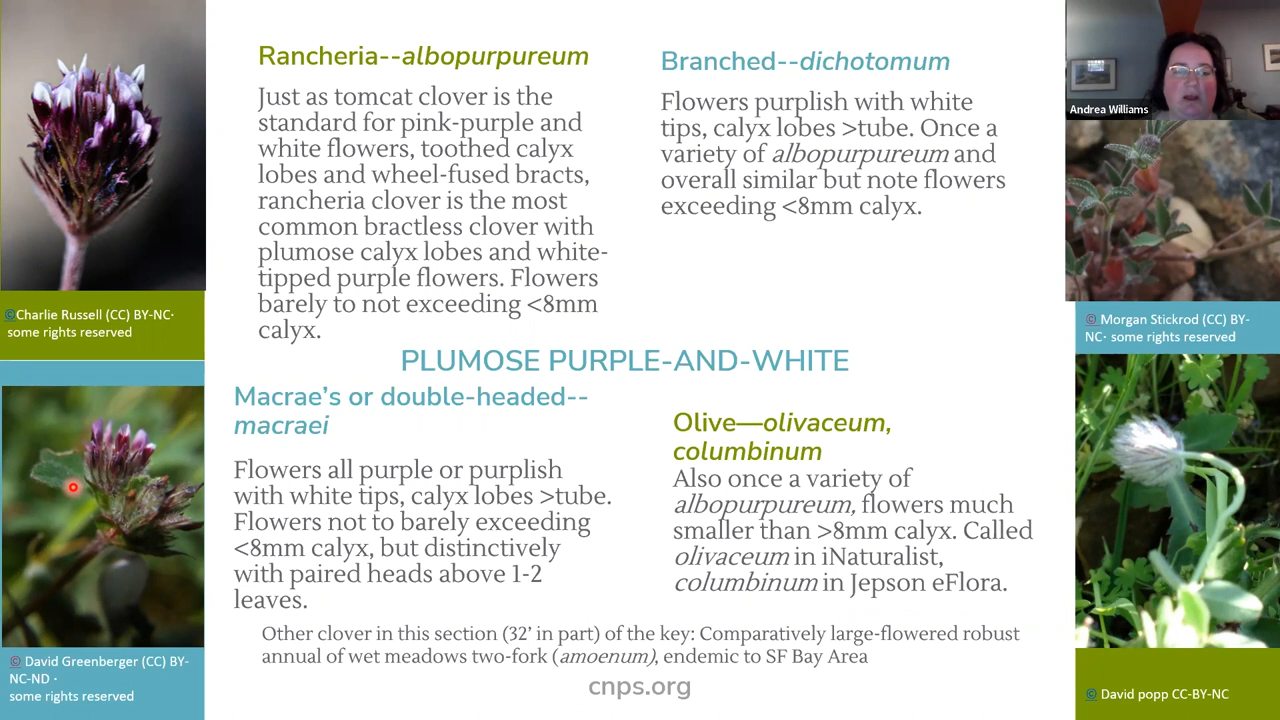 Rancheria--albopurpureum
Just as tomcat clover is the
standard for pink-purple and
white flowers, toothed calyx
lobes and wheel-fused bracts,
rancheria clover is the most
common bractless clover with
plumose calyx lobes and white-
tipped purple flowers. Flowers
barely to not exceeding <8mm
calyx.
Branched--dichotomum
Flowers purplish with white
tips, calyx lobes >tube. Once a
variety of albopurpureum and
overall similar but note flowers
exceeding <8mm calyx.
Andrea Williams
©Charlie Russell (CC) BY-NC·
some rights reserved
© Morgan Stickrod (CC) BY-
NC· some rights reserved
PLUMOSE PURPLE-AND-WHITE
Macrae’s or double-headed--
macraei
Flowers all purple or purplish
with white tips, calyx lobes >tube.
Flowers not to barely exceeding
<8mm calyx, but distinctively
with paired heads above 1-2
leaves.
Olive—olivaceum,
columbinum
Also once a variety of
albopurpureum, flowers much
smaller than >8mm calyx. Called
olivaceum in iNaturalist,
columbinum in Jepson eFlora.
Other clover in this section (32’ in part) of the key: Comparatively large-flowered robust
annual of wet meadows two-fork (amoenum), endemic to SF Bay Area
© David Greenberger (CC) BY-
NC-ND ·
some rights reserved
© David popp CC-BY-NC
cnps.org